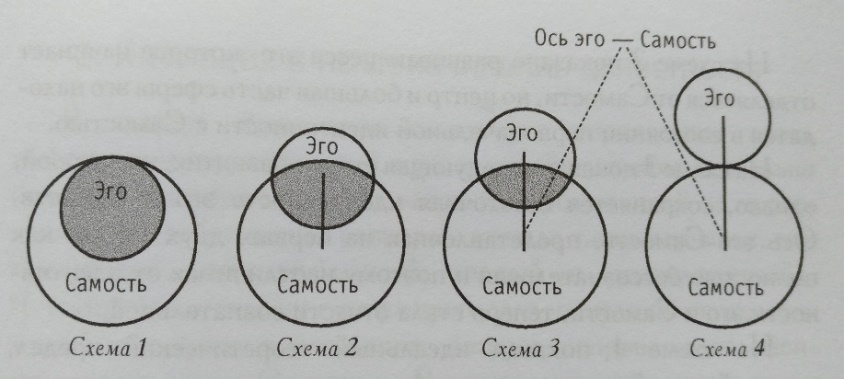 Ось эго — Самость
Эго
Эго
Эго
Эго
Самость
Самость
Самость
Самость
Схема 1
Схема 2
Схема 3
Схема 4